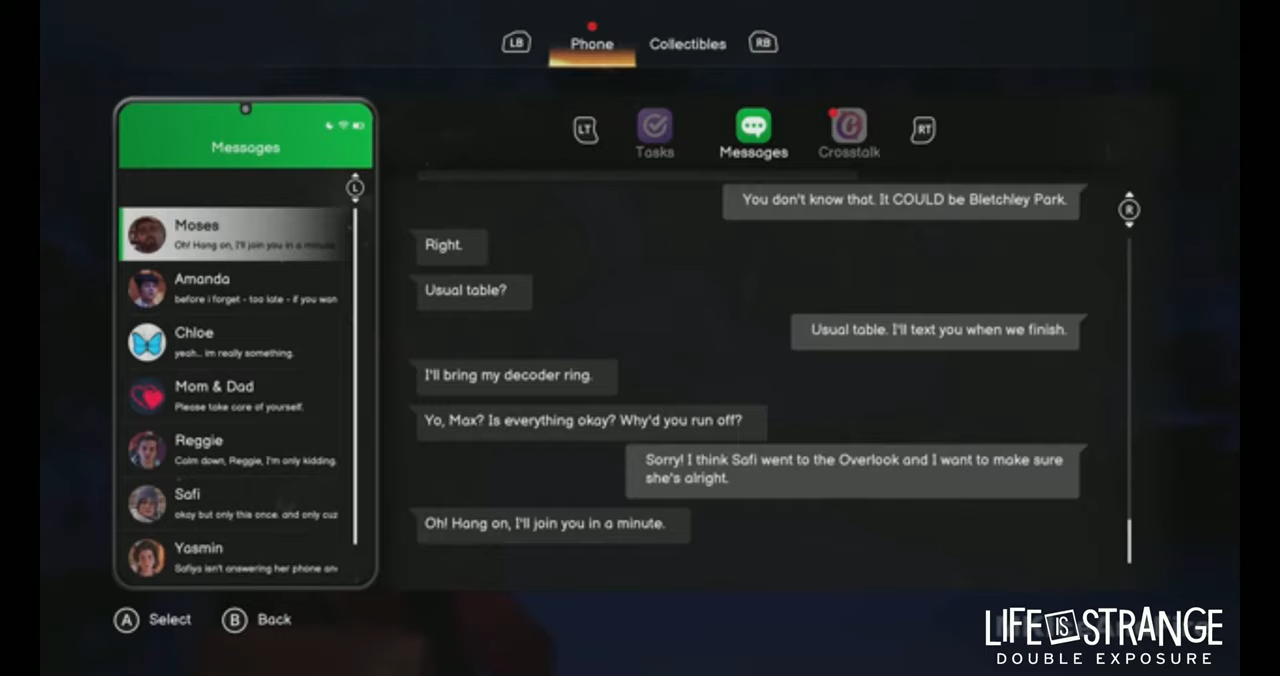 LB
Phone
Collectibles
RB
Messages
LT
Tasks
Messages
Crosstalk
RT
L
R
Moses
Oh! Hang on, I'll join you in a minute
Amanda
before i forget - too late - if you wan
Chloe
yeah... im really something.
Mom & Dad
Please take care of yourself.
Reggie
Calm down, Reggie, I'm only kidding.
Safi
okay but only this once. and only cuz
Yasmin
Safiya isn't answering her phone an
You don't know that. It COULD be Bletchley Park.
Right.
Usual table?
Usual table. I'll text you when we finish.
I'll bring my decoder ring.
Yo, Max? Is everything okay? Why'd you run off?
Sorry! I think Safi went to the Overlook and I want to make sure
she's alright.
Oh! Hang on, I'll join you in a minute.
A Select
B Back
LIFE IS STRANGE
DOUBLE EXPOSURE